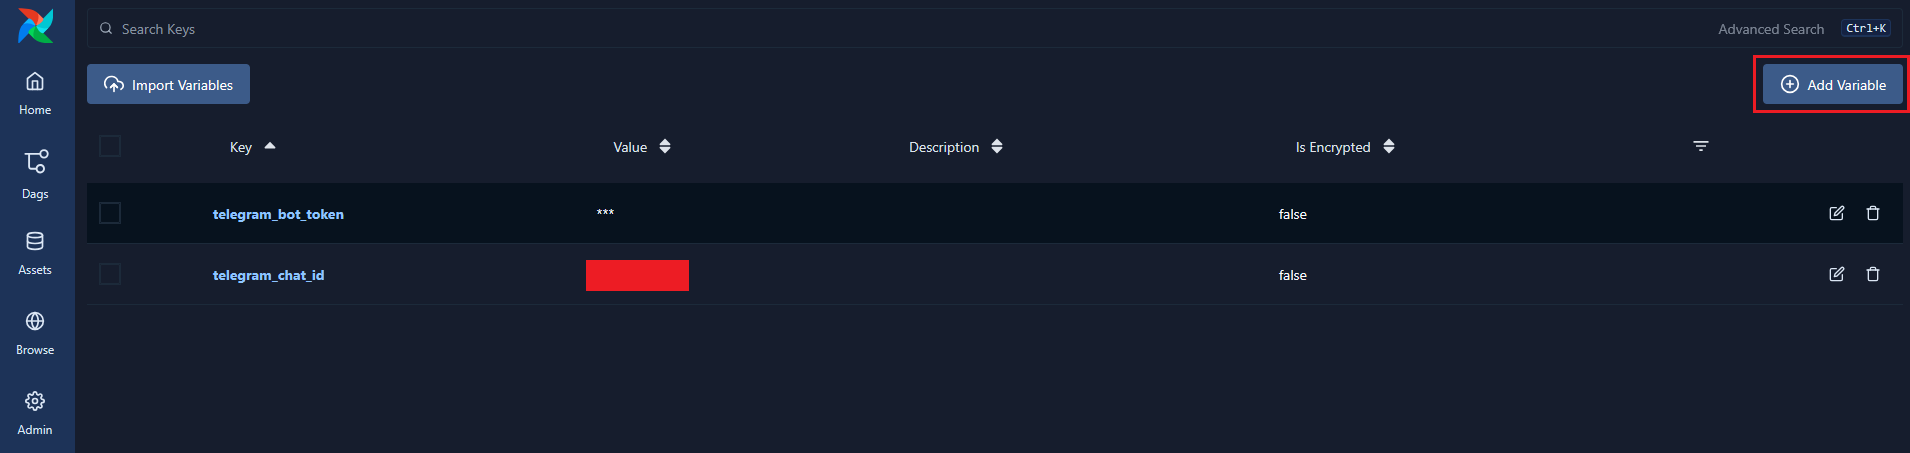 Search Keys Advanced Search Ctrl+K
Import Variables Add Variable
Home
Key Value Description Is Encrypted
Dags
telegram_bot_token *** false
Assets
telegram_chat_id false
Browse
Admin